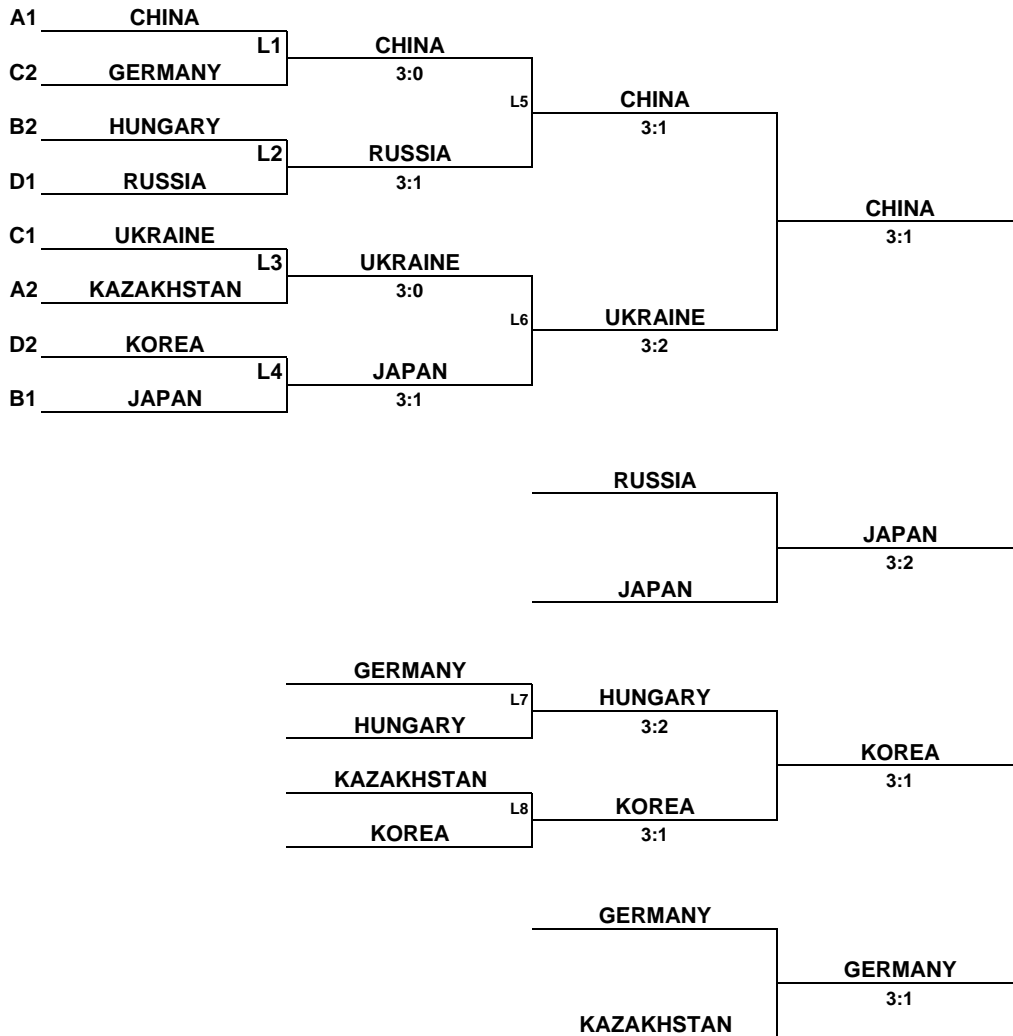 A1 CHINA
L1 CHINA
C2 GERMANY 3:0
L5 CHINA
B2 HUNGARY 3:1
L2 RUSSIA
D1 RUSSIA 3:1
CHINA
C1 UKRAINE 3:1
L3 UKRAINE
A2 KAZAKHSTAN 3:0
L6 UKRAINE
D2 KOREA 3:2
L4 JAPAN
B1 JAPAN 3:1
RUSSIA
JAPAN
3:2
JAPAN
GERMANY
L7 HUNGARY
HUNGARY 3:2
KOREA
KAZAKHSTAN 3:1
L8 KOREA
KOREA 3:1
GERMANY
GERMANY
3:1
KAZAKHSTAN